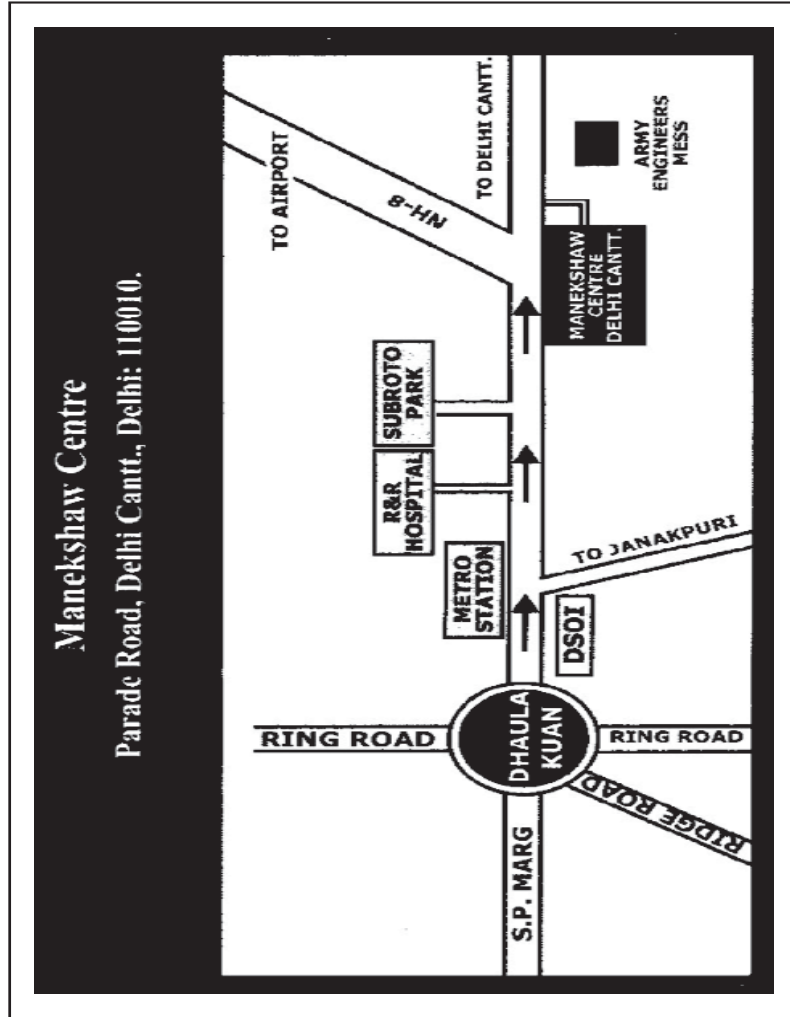 Manekshaw Centre
Parade Road, Delhi Cantt., Delhi: 110010.
TO AIRPORT
NH-8
TO DELHI CANTT.
ARMY
ENGINEERS
MESS
MANEKSHAW
CENTRE
DELHI CANTT.
SUBROTO
PARK
R&R
HOSPITAL
METRO
STATION
TO JANAKPURI
DSOI
RING ROAD
DHAULA
KUAN
RING ROAD
RIDGE ROAD
S.P. MARG